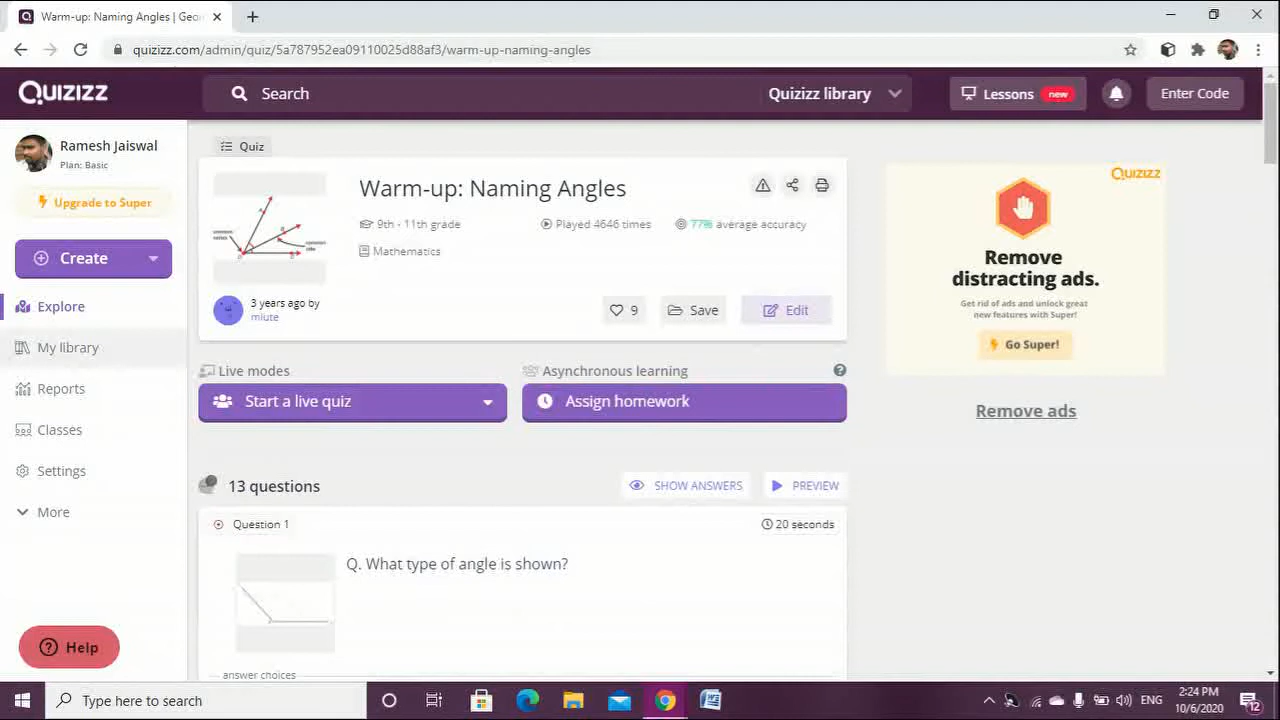 Warm-up: Naming Angles | Geo
quizizz.com/admin/quiz/5a787952ea09110025d88af3/warm-up-naming-angles
QUIZIZZ
Search
Quizizz library
Lessons new
Enter Code
Ramesh Jaiswal
Plan: Basic
Upgrade to Super
Create
Explore
My library
Reports
Classes
Settings
More
Help
Quiz
Warm-up: Naming Angles
9th - 11th grade
Played 4646 times
77% average accuracy
Mathematics
3 years ago by
miute
9
Save
Edit
Live modes
Start a live quiz
Asynchronous learning
Assign homework
13 questions
SHOW ANSWERS
PREVIEW
Question 1
20 seconds
Q. What type of angle is shown?
answer choices
QUIZIZZ
Remove
distracting ads.
Get rid of ads and unlock great
new features with Super!
Go Super!
Remove ads
Type here to search
ENG
2:24 PM
10/6/2020
12